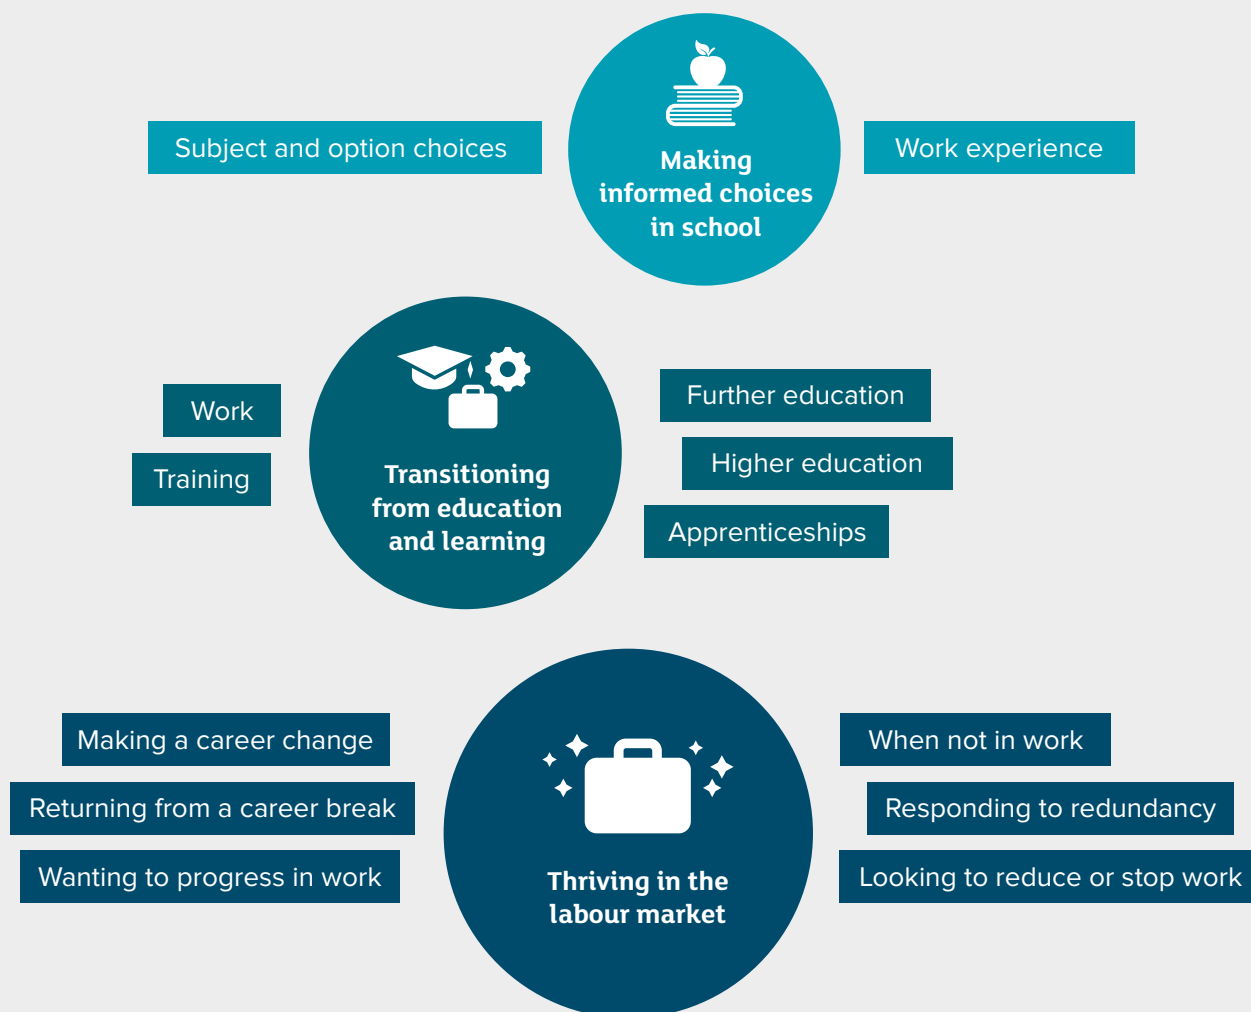 Subject and option choices
Making
informed choices
in school
Work experience
Work
Training
Transitioning
from education
and learning
Further education
Higher education
Apprenticeships
Making a career change
Returning from a career break
Wanting to progress in work
Thriving in the
labour market
When not in work
Responding to redundancy
Looking to reduce or stop work